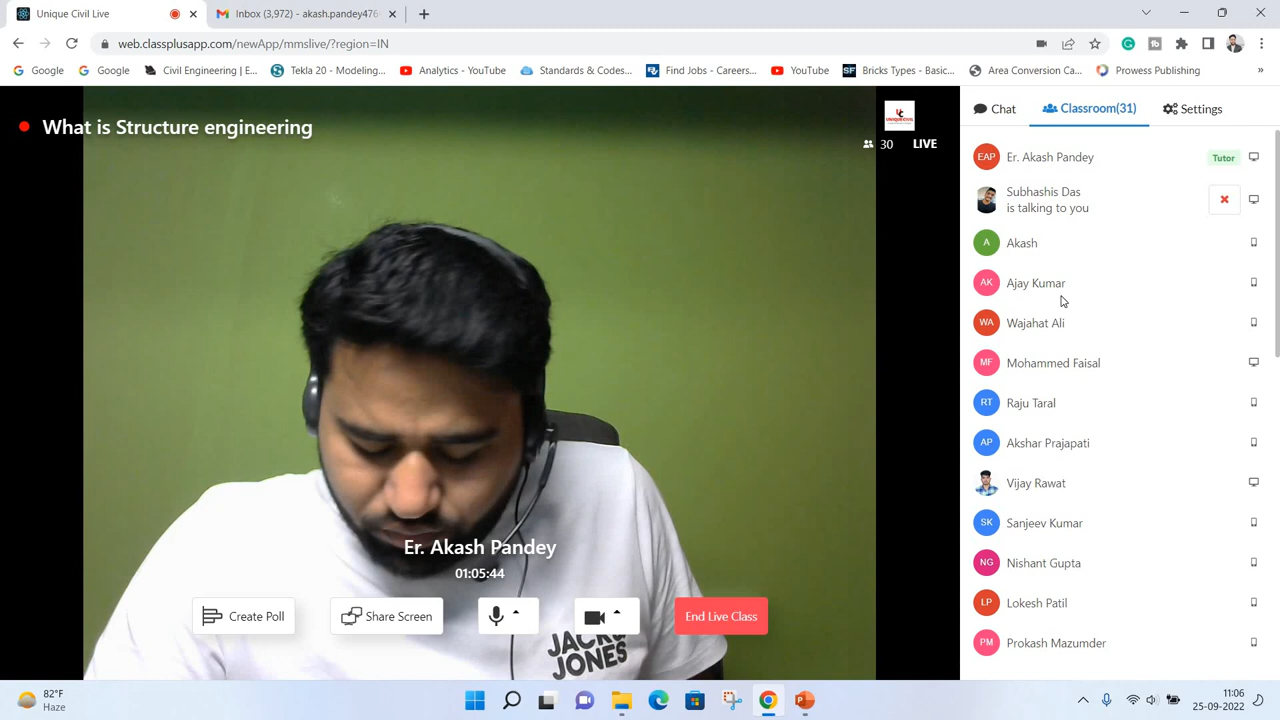 Unique Civil Live
Inbox (3,972) - akash.pandey476
web.classplusapp.com/newApp/mmslive/?region=IN
Google
Google
Civil Engineering | E...
Tekla 20 - Modeling...
Analytics - YouTube
Standards & Codes...
Find Jobs - Careers...
YouTube
SF
Bricks Types - Basic...
Area Conversion Ca...
Prowess Publishing
»
What is Structure engineering
UNIQUE CIVIL
30
LIVE
Er. Akash Pandey
01:05:44
Create Poll
Share Screen
End Live Class
JACK &
JONES
Chat
Classroom(31)
Settings
EAP
Er. Akash Pandey
Tutor
Subhashis Das
is talking to you
A
Akash
AK
Ajay Kumar
WA
Wajahat Ali
MF
Mohammed Faisal
RT
Raju Taral
AP
Akshar Prajapati
Vijay Rawat
SK
Sanjeev Kumar
NG
Nishant Gupta
LP
Lokesh Patil
PM
Prokash Mazumder
82°F
Haze
11:06
25-09-2022